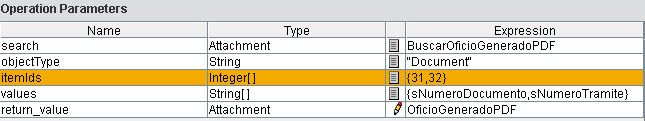 Operation Parameters
Name Type Expression
search Attachment BuscarOficioGeneradoPDF
objectType String "Document"
itemIds Integer[] {31,32}
values String[] {sNumeroDocumento,sNumeroTramite}
return_value Attachment OficioGeneradoPDF